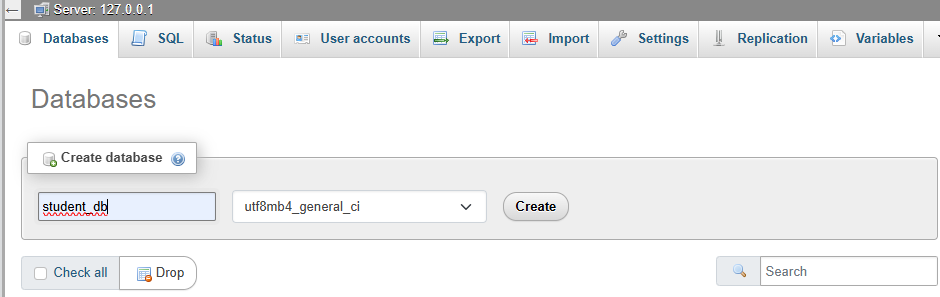 Server: 127.0.0.1
Databases SQL Status User accounts Export Import Settings Replication Variables
Databases
Create database
student_db utf8mb4_general_ci Create
Check all Drop Search